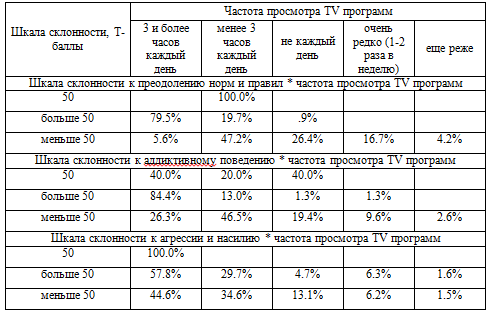 Шкала склонности, Т-баллы
Частота просмотра TV программ
3 и более часов каждый день
менее 3 часов каждый день
не каждый день
очень редко (1-2 раза в неделю)
еще реже
Шкала склонности к преодолению норм и правил * частота просмотра TV программ
50 100.0%
больше 50 79.5% 19.7% .9%
меньше 50 5.6% 47.2% 26.4% 16.7% 4.2%
Шкала склонности к аддиктивному поведению * частота просмотра TV программ
50 40.0% 20.0% 40.0%
больше 50 84.4% 13.0% 1.3% 1.3%
меньше 50 26.3% 46.5% 19.4% 9.6% 2.6%
Шкала склонности к агрессии и насилию * частота просмотра TV программ
50 100.0%
больше 50 57.8% 29.7% 4.7% 6.3% 1.6%
меньше 50 44.6% 34.6% 13.1% 6.2% 1.5%